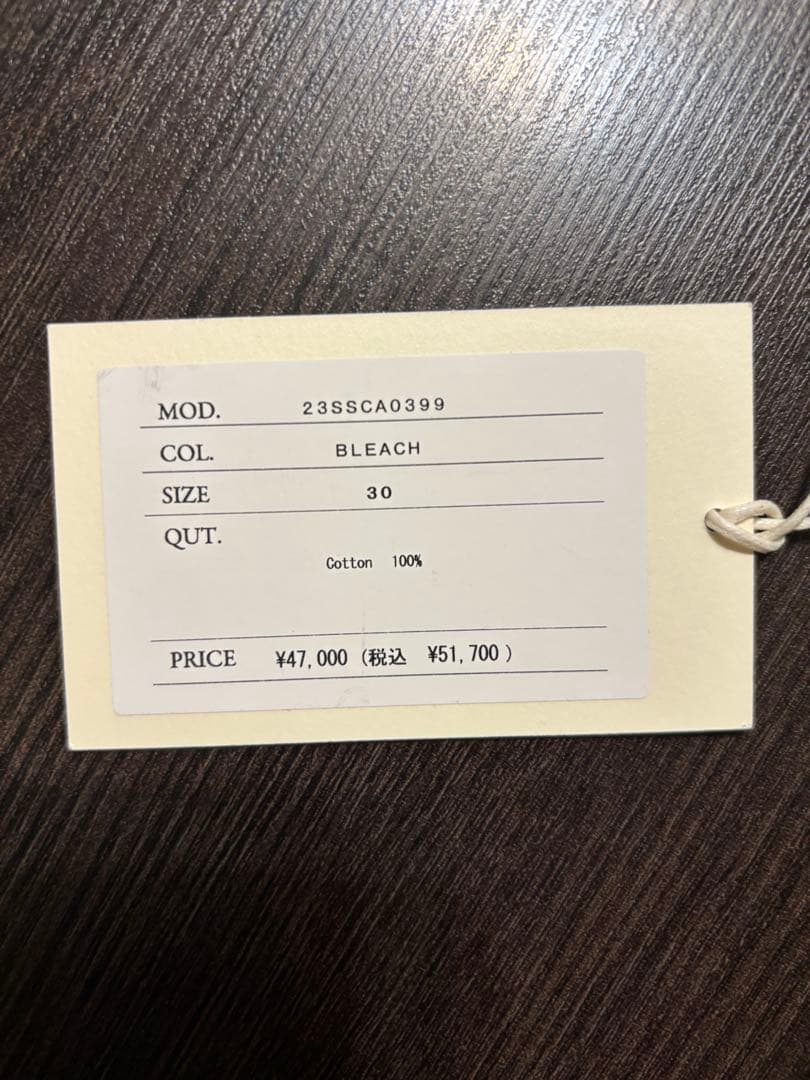 MOD. 23SSCA0399
COL. BLEACH
SIZE 30
QUT.
Cotton 100%
PRICE ¥47,000 (税込 ¥51,700 )